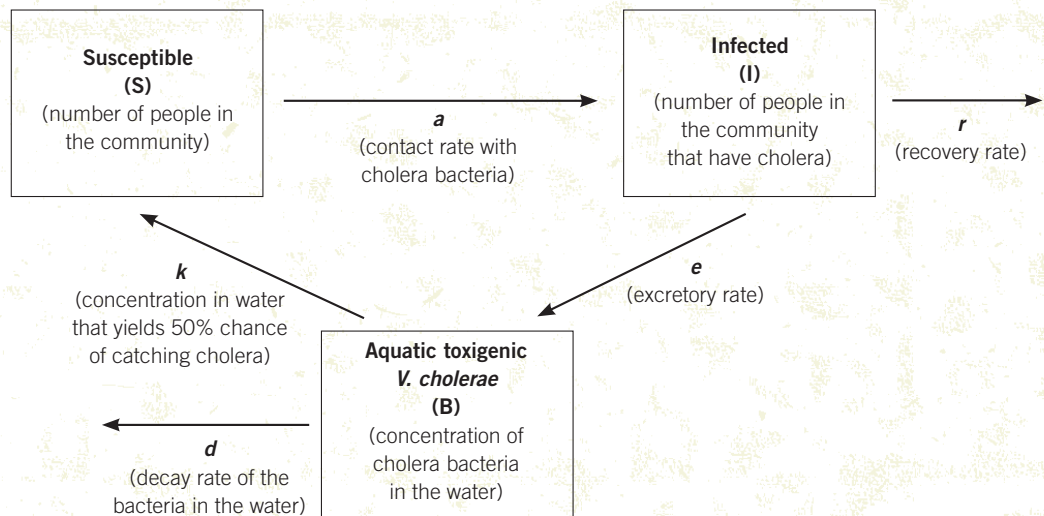 Susceptible
(S)
(number of people in
the community)
a
(contact rate with
cholera bacteria)
Infected
(I)
(number of people in
the community
that have cholera)
r
(recovery rate)
k
(concentration in water
that yields 50% chance
of catching cholera)
e
(excretory rate)
Aquatic toxigenic
V. cholerae
(B)
(concentration of
cholera bacteria
in the water)
d
(decay rate of the
bacteria in the water)